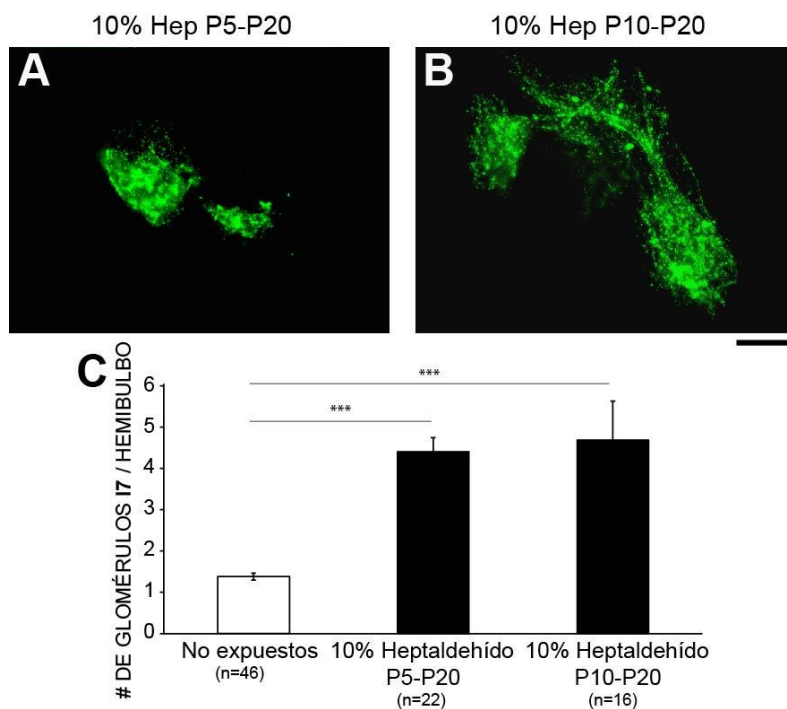 10% Hep P5-P20
10% Hep P10-P20
A
B
C
# DE GLOMÉRULOS I7 / HEMIBULBO
6
5
4
3
2
1
0
***
***
No expuestos
(n=46)
10% Heptaldehído
P5-P20
(n=22)
10% Heptaldehído
P10-P20
(n=16)